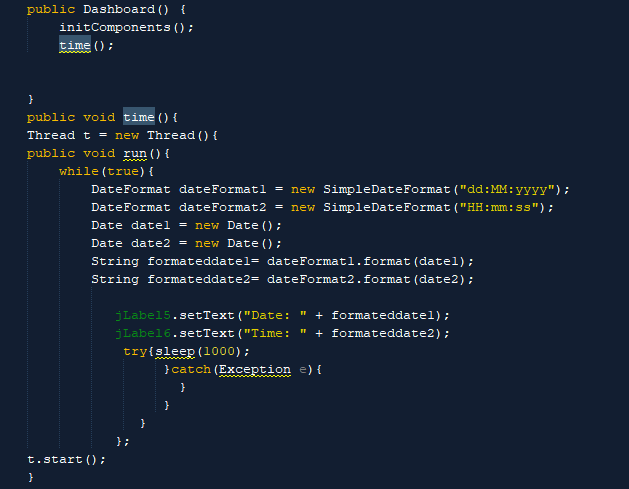 public Dashboard() {
initComponents();
time();
}
public void time(){
Thread t = new Thread(){
public void run(){
while(true){
DateFormat dateFormat1 = new SimpleDateFormat("dd:MM:yyyy");
DateFormat dateFormat2 = new SimpleDateFormat("HH:mm:ss");
Date date1 = new Date();
Date date2 = new Date();
String formateddate1= dateFormat1.format(date1);
String formateddate2= dateFormat2.format(date2);
jLabel5.setText("Date: " + formateddate1);
jLabel6.setText("Time: " + formateddate2);
try{sleep(1000);
}catch(Exception e){
}
}
}
};
t.start();
}